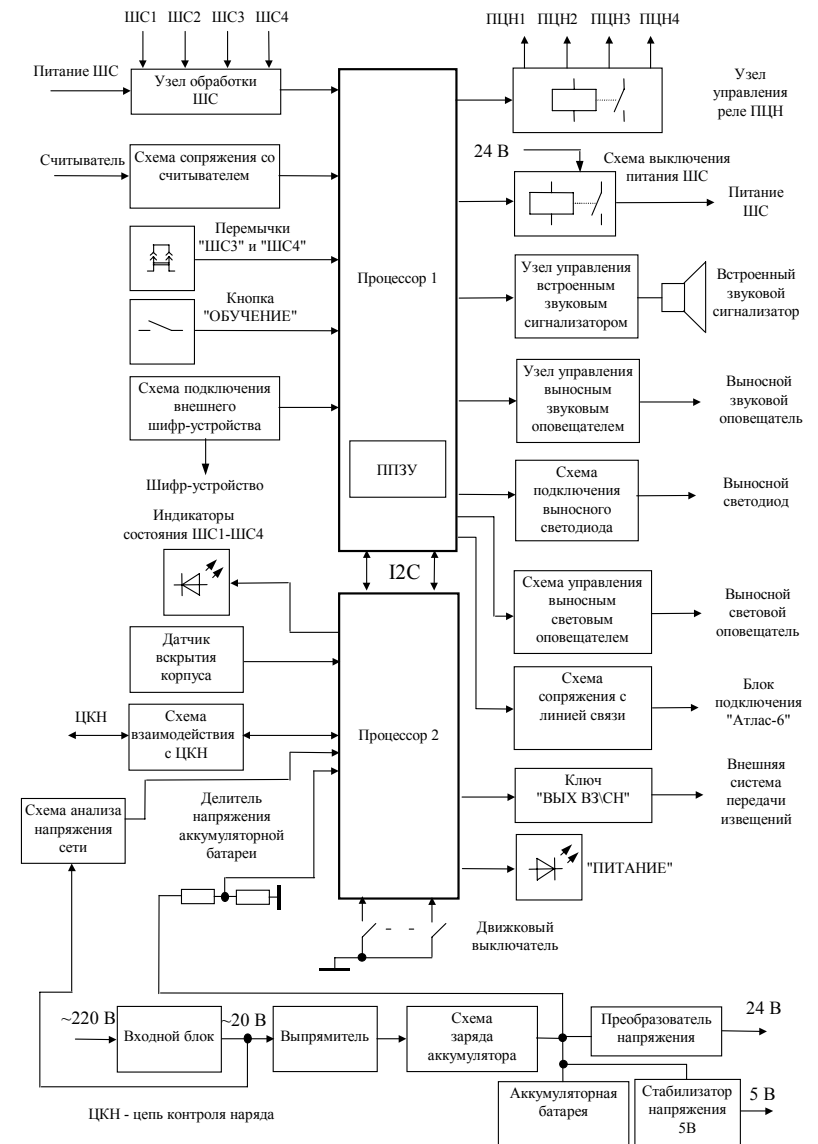 ШС1 ШС2 ШС3 ШС4
ПЦН1 ПЦН2 ПЦН3 ПЦН4
Питание ШС
Узел обработки
ШС
Узел
управления
реле ПЦН
Считыватель
Схема сопряжения со
считывателем
24 В
Схема выключения
питания ШС
Питание
ШС
Перемычки
"ШС3" и "ШС4"
Процессор 1
Узел управления
встроенным
звуковым
сигнализатором
Встроенный
звуковой
сигнализатор
Кнопка
"ОБУЧЕНИЕ"
Схема подключения
внешнего
шифр-устройства
Узел управления
выносным
звуковым
оповещателем
Выносной
звуковой
оповещатель
ППЗУ
Шифр-устройство
Схема
подключения
выносного
светодиода
Выносной
светодиод
Индикаторы
состояния ШС1-ШС4
I2C
Схема управления
выносным
световым
оповещателем
Выносной
световой
оповещатель
Датчик
вскрытия
корпуса
Схема
сопряжения с
линией связи
Блок
подключения
"Атлас-6"
ЦКН
Схема
взаимодействия
с ЦКН
Процессор 2
Ключ
"ВЫХ ВЗ\СН"
Внешняя
система
передачи
извещений
Схема анализа
напряжения
сети
Делитель
напряжения
аккумуляторной
батареи
"ПИТАНИЕ"
Движковый
выключатель
~220 В
Входной блок
~20 В
Выпрямитель
Схема
заряда
аккумулятора
Преобразователь
напряжения
24 В
Аккумуляторная
батарея
Стабилизатор
напряжения
5В
5 В
ЦКН - цепь контроля наряда